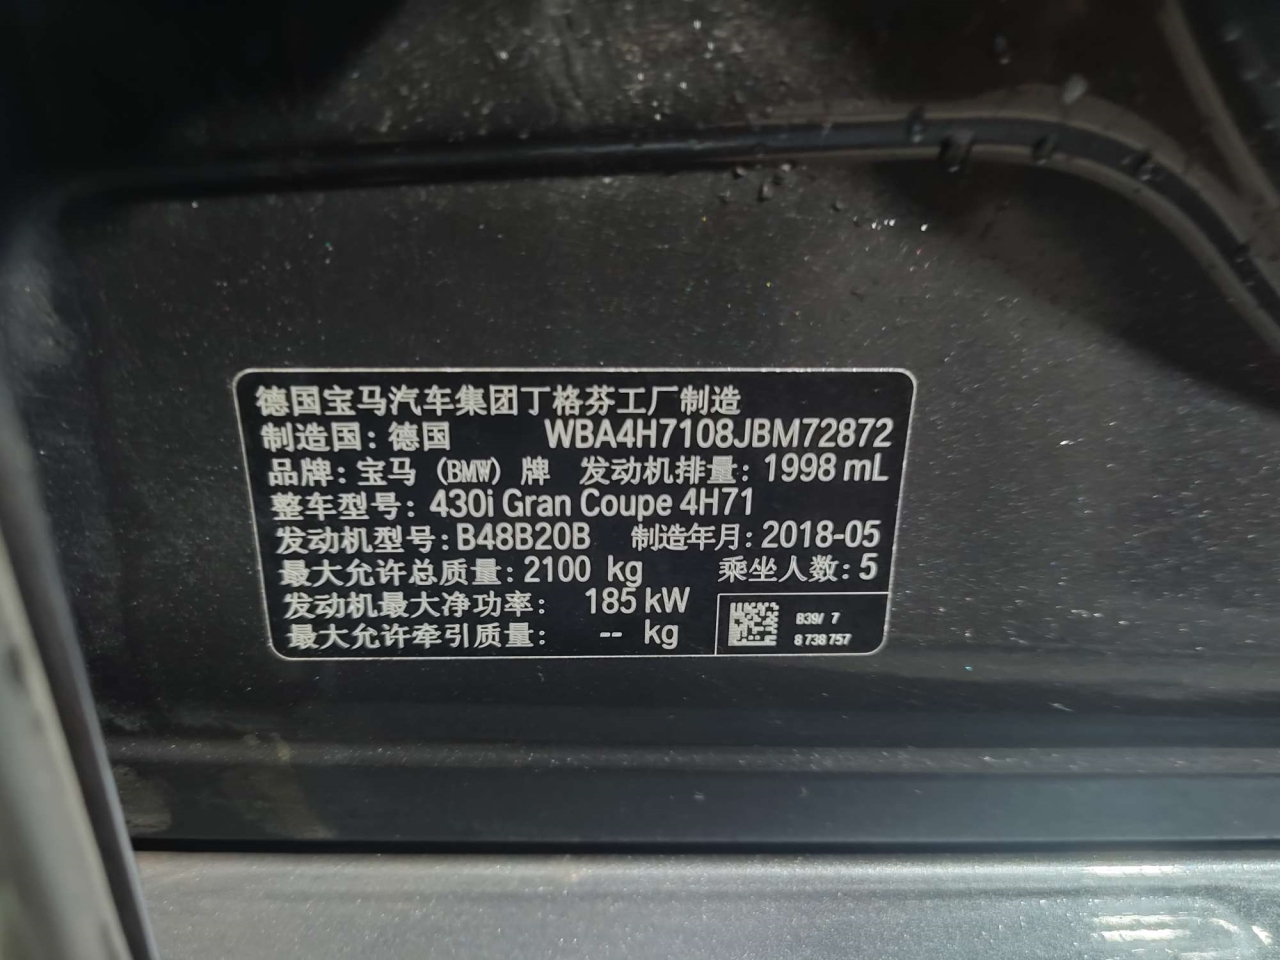 德国宝马汽车集团丁格芬工厂制造
制造国：德国 WBA4H7108JBM72872
品牌：宝马 (BMW) 牌 发动机排量：1998 mL
整车型号：430i Gran Coupe 4H71
发动机型号：B48B20B 制造年月：2018-05
最大允许总质量：2100 kg 乘坐人数：5
发动机最大净功率： 185 kW
最大允许牵引质量： -- kg
B39/ 7
8 738 757